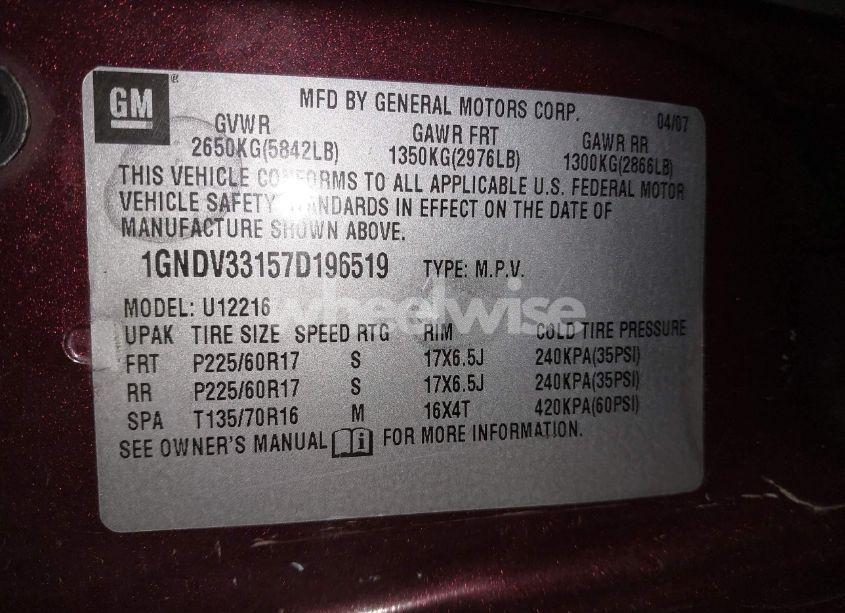 GM ®
MFD BY GENERAL MOTORS CORP. 04/07
GVWR GAWR FRT GAWR RR
2650KG(5842LB) 1350KG(2976LB) 1300KG(2866LB)
THIS VEHICLE CONFORMS TO ALL APPLICABLE U.S. FEDERAL MOTOR
VEHICLE SAFETY STANDARDS IN EFFECT ON THE DATE OF
MANUFACTURE SHOWN ABOVE.
1GNDV33157D196519 TYPE: M.P.V.
MODEL: U12216
wheelwise
UPAK TIRE SIZE SPEED RTG RIM COLD TIRE PRESSURE
FRT P225/60R17 S 17X6.5J 240KPA(35PSI)
RR P225/60R17 S 17X6.5J 240KPA(35PSI)
SPA T135/70R16 M 16X4T 420KPA(60PSI)
SEE OWNER'S MANUAL i FOR MORE INFORMATION.